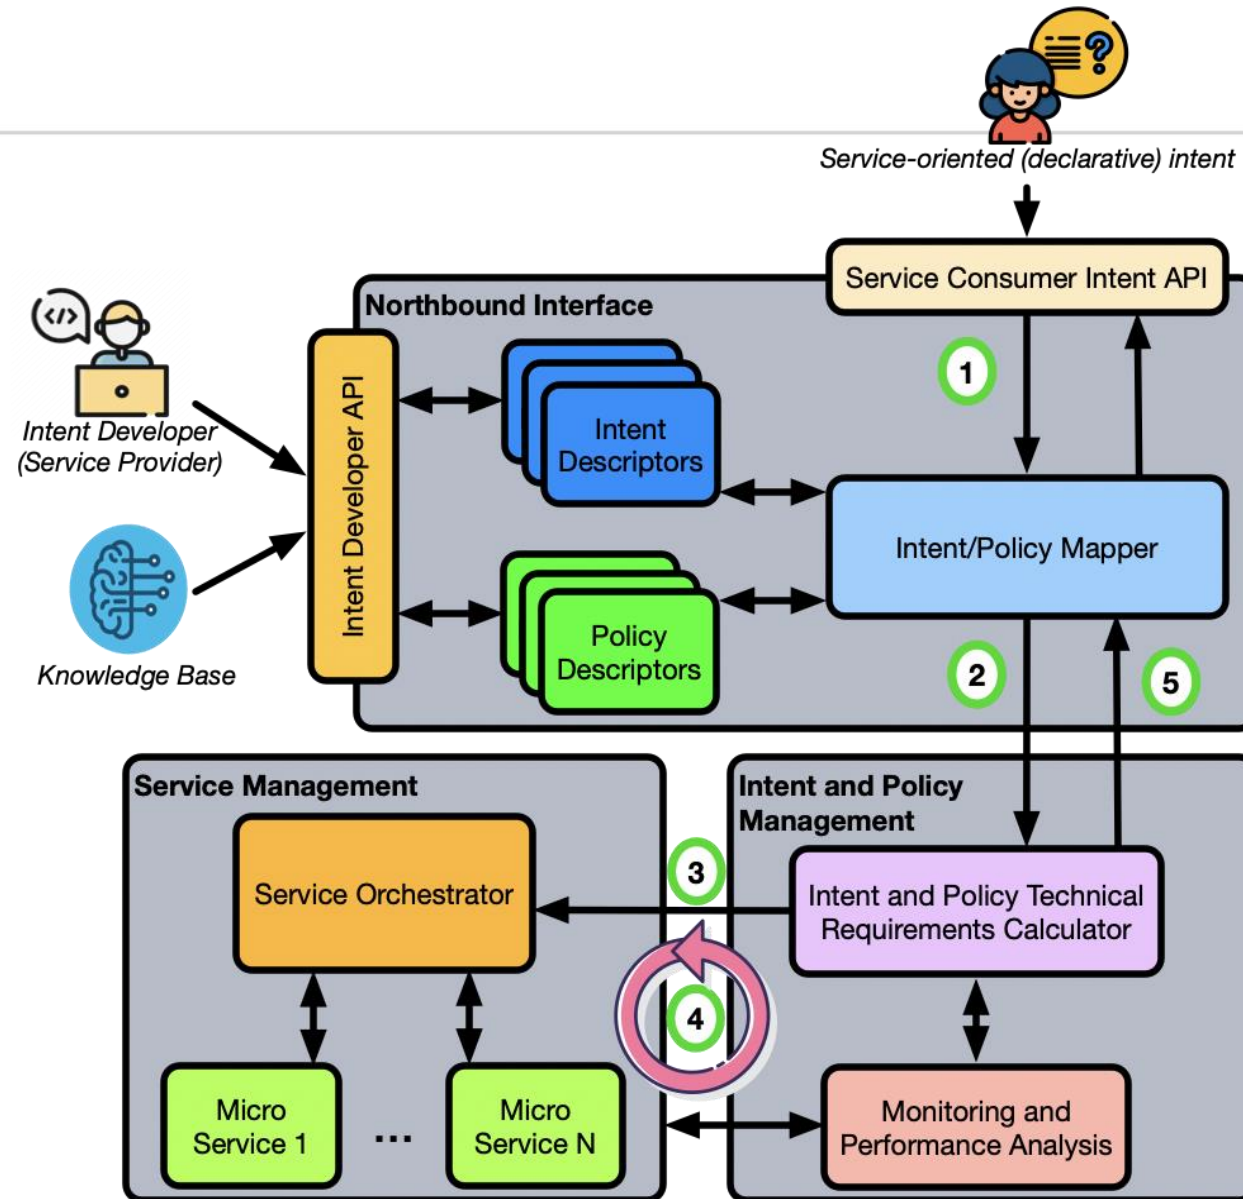 Service-oriented (declarative) intent
Service Consumer Intent API
Northbound Interface
1
</>
Intent Developer
(Service Provider)
Intent Developer API
Intent
Descriptors
Intent/Policy Mapper
Knowledge Base
Policy
Descriptors
2
5
Service Management
Intent and Policy
Management
3
Service Orchestrator
Intent and Policy Technical
Requirements Calculator
4
Micro
Service 1
...
Micro
Service N
Monitoring and
Performance Analysis